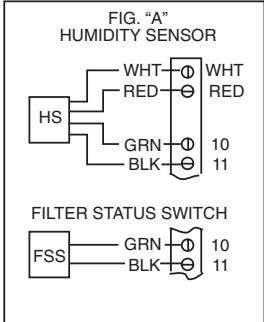 FIG. “A”
HUMIDITY SENSOR
WHT WHT
RED RED
HS
GRN 10
BLK 11
FILTER STATUS SWITCH
GRN 10
FSS
BLK 11